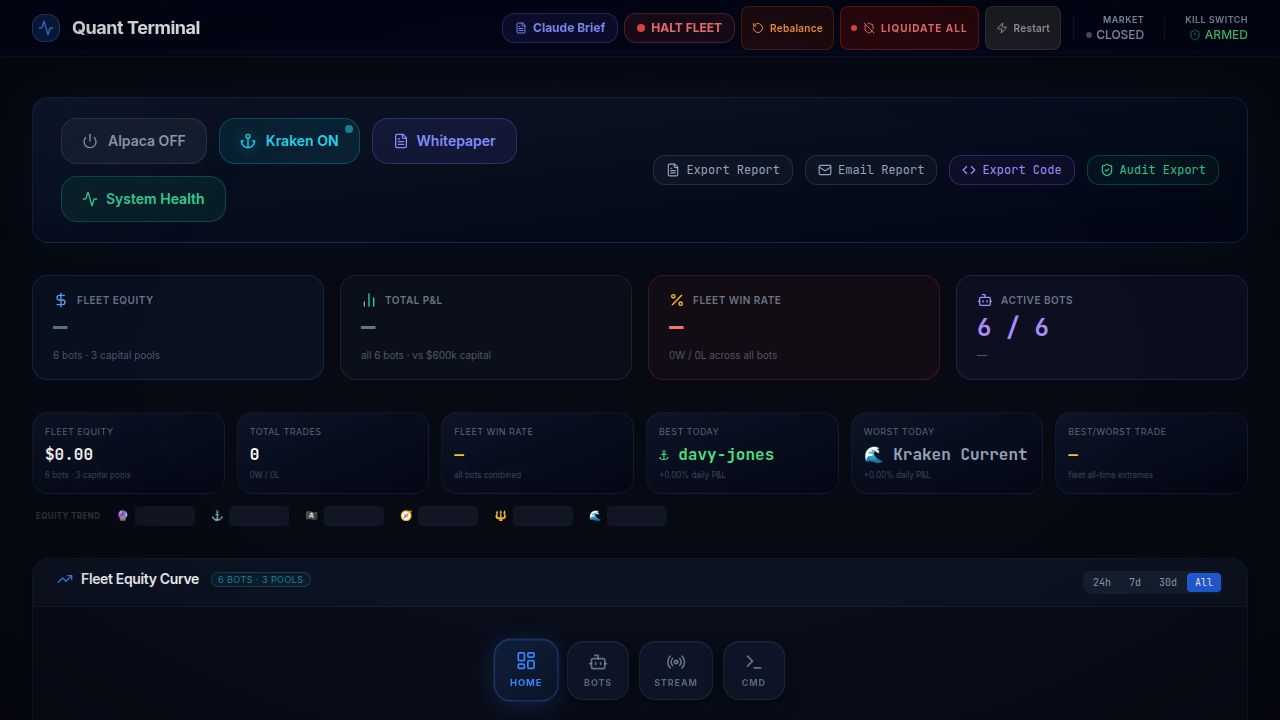 Quant Terminal
Claude Brief
HALT FLEET
Rebalance
LIQUIDATE ALL
Restart
MARKET
CLOSED
KILL SWITCH
ARMED
Alpaca OFF
Kraken ON
Whitepaper
System Health
Export Report
Email Report
Export Code
Audit Export
FLEET EQUITY
—
6 bots · 3 capital pools
TOTAL P&L
—
all 6 bots · vs $600k capital
FLEET WIN RATE
—
0W / 0L across all bots
ACTIVE BOTS
6 / 6
—
FLEET EQUITY
$0.00
6 bots · 3 capital pools
TOTAL TRADES
0
0W / 0L
FLEET WIN RATE
—
all bots combined
BEST TODAY
⚓ davy-jones
+0.00% daily P&L
WORST TODAY
🌊 Kraken Current
+0.00% daily P&L
BEST/WORST TRADE
—
fleet all-time extremes
EQUITY TREND
Fleet Equity Curve
6 BOTS · 3 POOLS
24h 7d 30d All
HOME
BOTS
STREAM
CMD